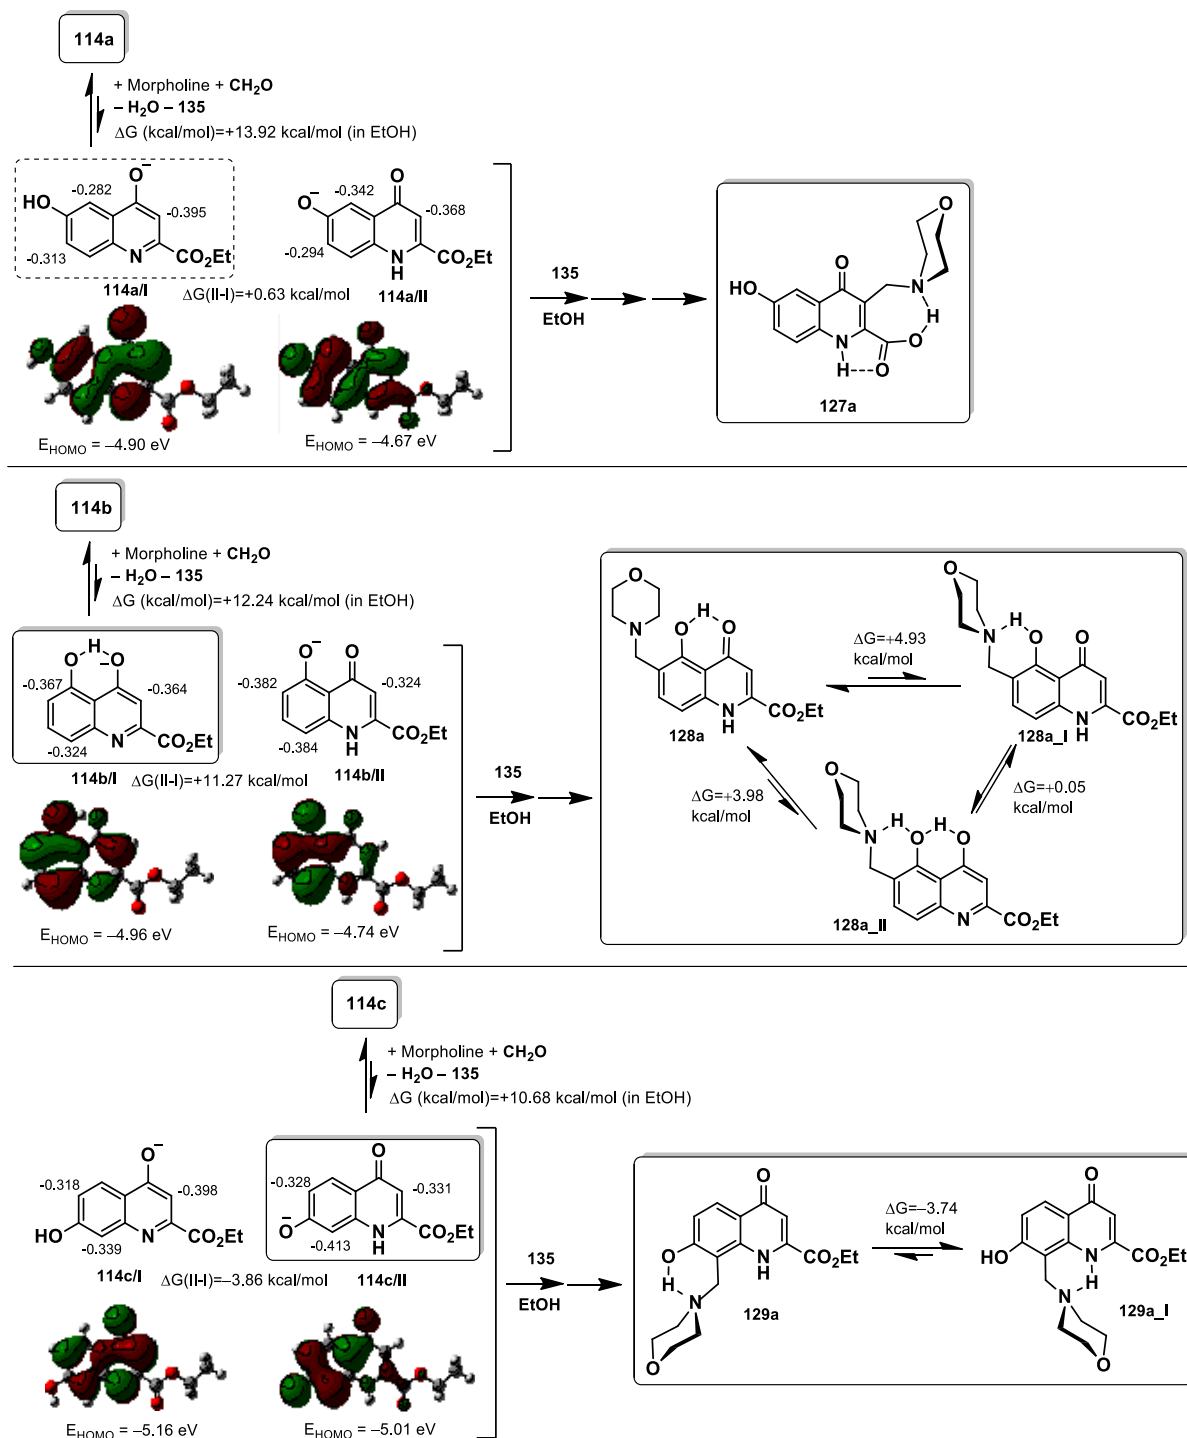 114a
+ Morpholine + CH2O
– H2O – 135
ΔG (kcal/mol)=+13.92 kcal/mol (in EtOH)
O–
HO
-0.282
-0.395
-0.313
N
CO2Et
114a/I
ΔG(II-I)=+0.63 kcal/mol
O
O–
-0.342
-0.368
-0.294
N
H
CO2Et
114a/II
EHOMO = –4.90 eV
EHOMO = –4.67 eV
135
EtOH
O
O
N
H
HO
O
N
H
O
127a
114b
+ Morpholine + CH2O
– H2O – 135
ΔG (kcal/mol)=+12.24 kcal/mol (in EtOH)
H
O
O–
-0.367
-0.364
-0.324
N
CO2Et
114b/I
ΔG(II-I)=+11.27 kcal/mol
O–
O
-0.382
-0.324
-0.384
N
H
CO2Et
114b/II
EHOMO = –4.96 eV
EHOMO = –4.74 eV
135
EtOH
O
N
H
O
O
N
H
CO2Et
128a
ΔG=+4.93
kcal/mol
O
N
H
O
O
N
H
CO2Et
128a_I
ΔG=+3.98
kcal/mol
ΔG=+0.05
kcal/mol
O
N
H
H
O
O
N
CO2Et
128a_II
114c
+ Morpholine + CH2O
– H2O – 135
ΔG (kcal/mol)=+10.68 kcal/mol (in EtOH)
O–
-0.318
-0.398
HO
-0.339
N
CO2Et
114c/I
ΔG(II-I)=–3.86 kcal/mol
O
-0.328
-0.331
O–
-0.413
N
H
CO2Et
114c/II
EHOMO = –5.16 eV
EHOMO = –5.01 eV
135
EtOH
O
O
H
N
N
H
CO2Et
O
129a
ΔG=–3.74
kcal/mol
O
HO
N
H
CO2Et
N
O
129a_I